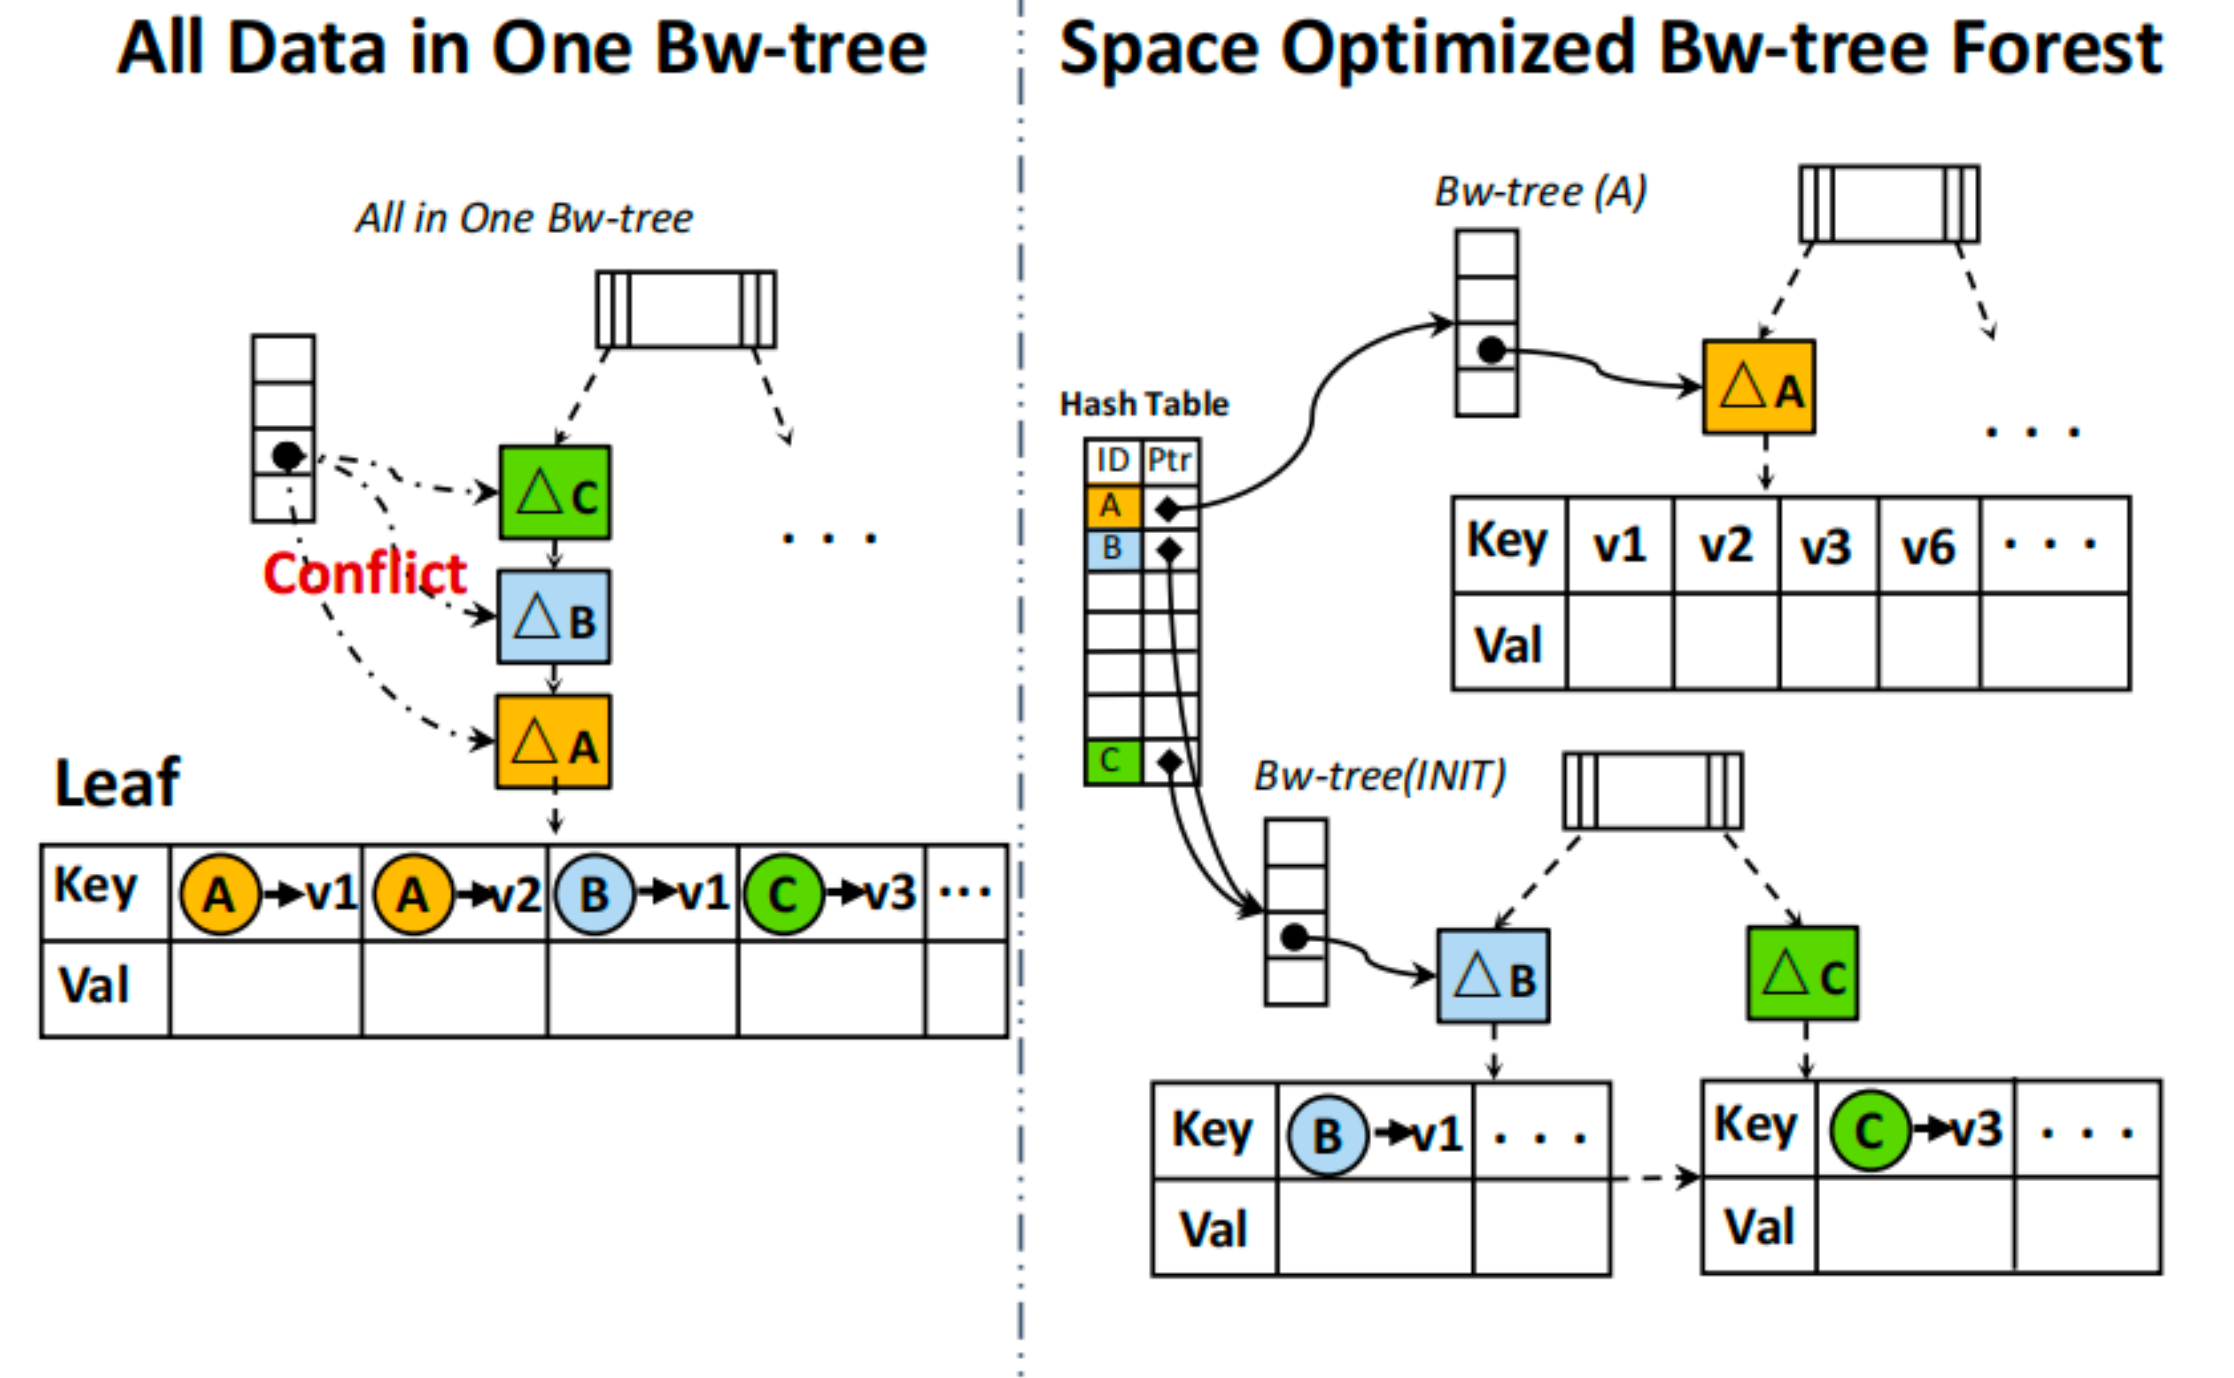 All Data in One Bw-tree
All in One Bw-tree
△ C
Conflict
△ B
△ A
Leaf
Key A v1 A v2 B v1 C v3 ...
Val
Space Optimized Bw-tree Forest
Bw-tree (A)
△ A
. . .
Hash Table
ID Ptr
A
B
C
Key v1 v2 v3 v6 . . .
Val
Bw-tree(INIT)
△ B
△ C
Key B v1 . . .
Val
Key C v3 . . .
Val